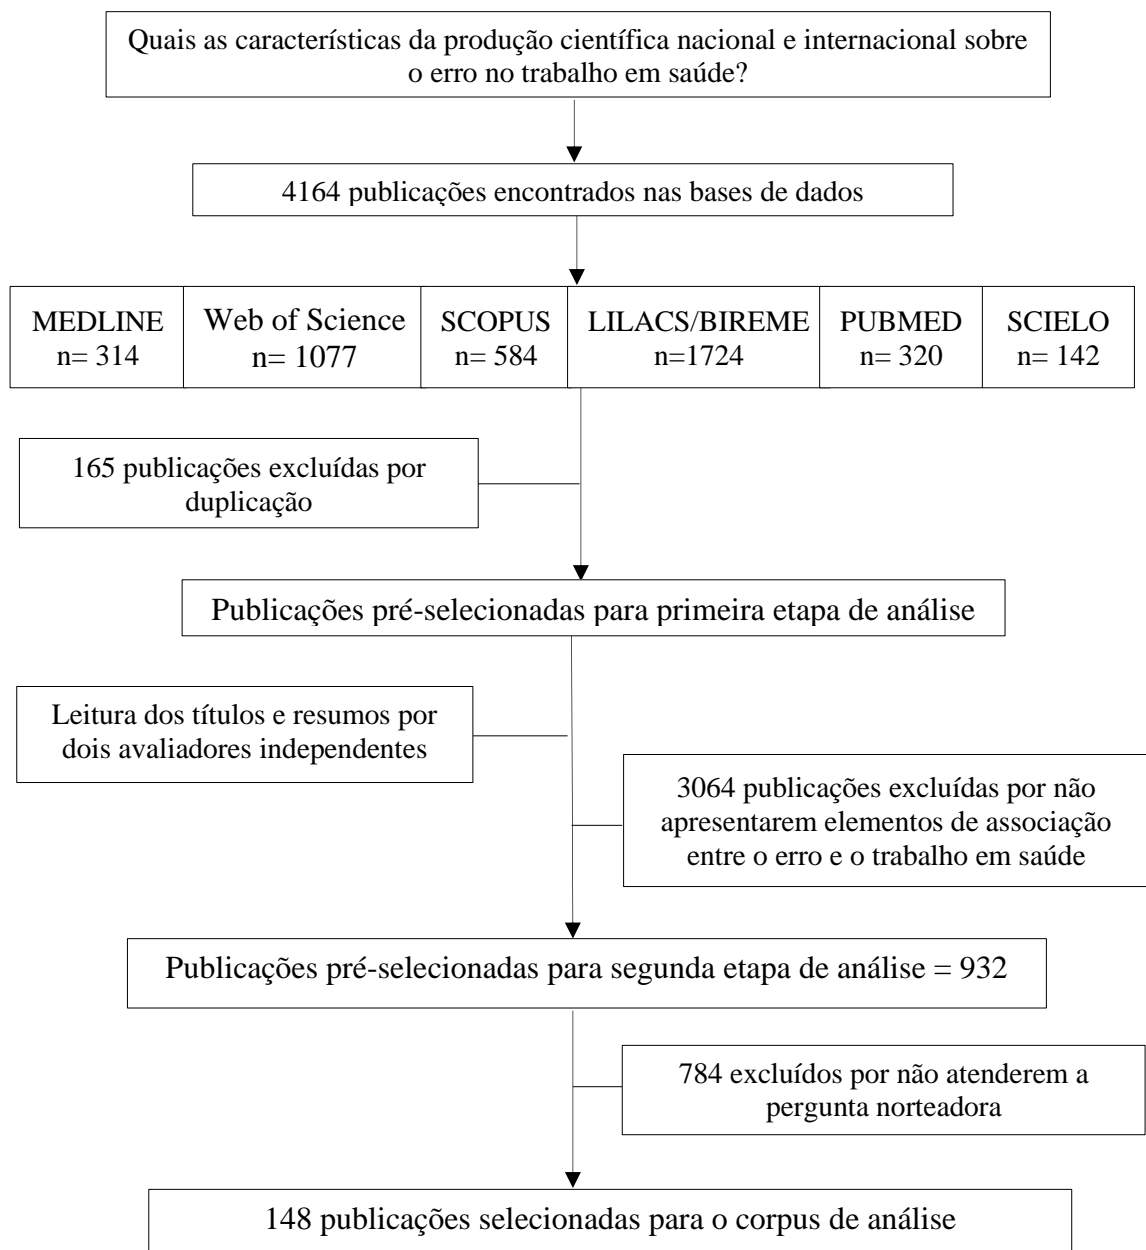 Quais as características da produção científica nacional e internacional sobre
o erro no trabalho em saúde?
4164 publicações encontrados nas bases de dados
MEDLINE
n= 314
Web of Science
n= 1077
SCOPUS
n= 584
LILACS/BIREME
n=1724
PUBMED
n= 320
SCIELO
n= 142
165 publicações excluídas por
duplicação
Publicações pré-selecionadas para primeira etapa de análise
Leitura dos títulos e resumos por
dois avaliadores independentes
3064 publicações excluídas por não
apresentarem elementos de associação
entre o erro e o trabalho em saúde
Publicações pré-selecionadas para segunda etapa de análise = 932
784 excluídos por não atenderem a
pergunta norteadora
148 publicações selecionadas para o corpus de análise